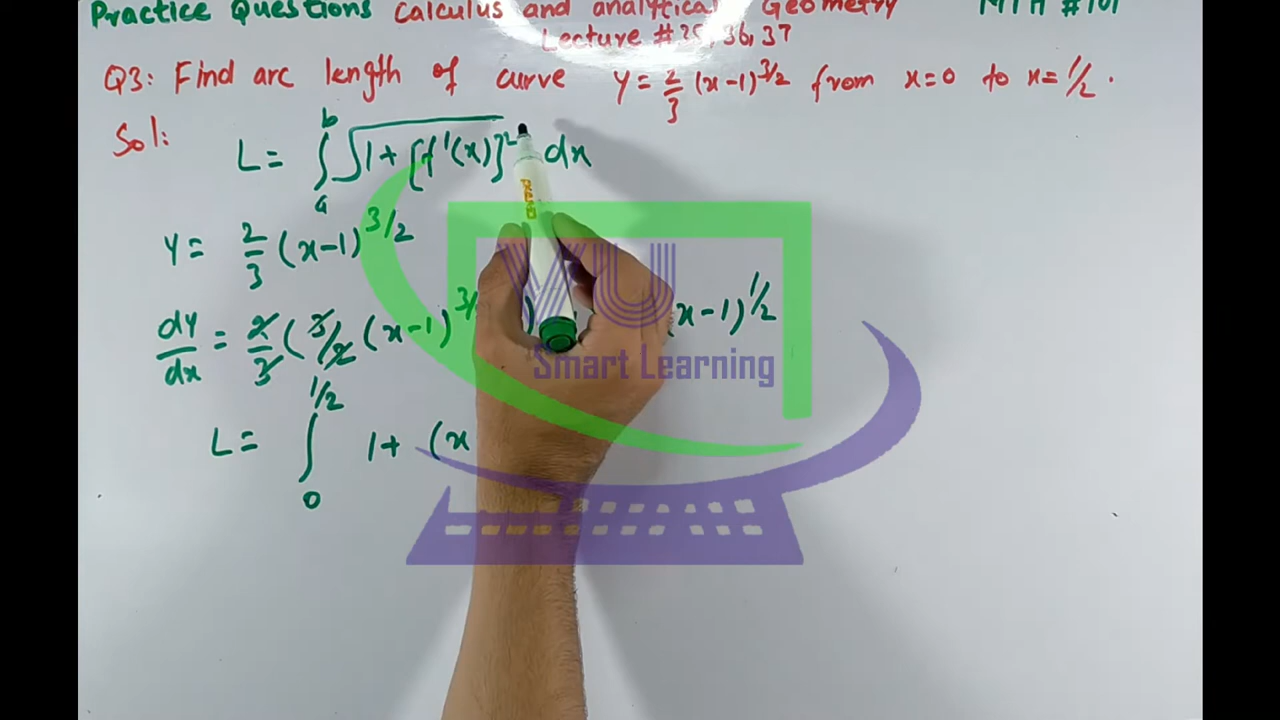 Practice Questions Calculus and analytical Geometry MTH #101
Lecture #35,36,37
Q3: Find arc length of curve Y = 2/3 (x-1)^3/2 from x=0 to x=1/2.
Sol:
L = ∫_a^b √1+[f'(x)]² dx
Y = 2/3 (x-1)^3/2
dy/dx = 2/3 (3/2 (x-1)^3/ ) (x-1)^1/2
L = ∫_0^1/2 1+ (x
VU
Smart Learning